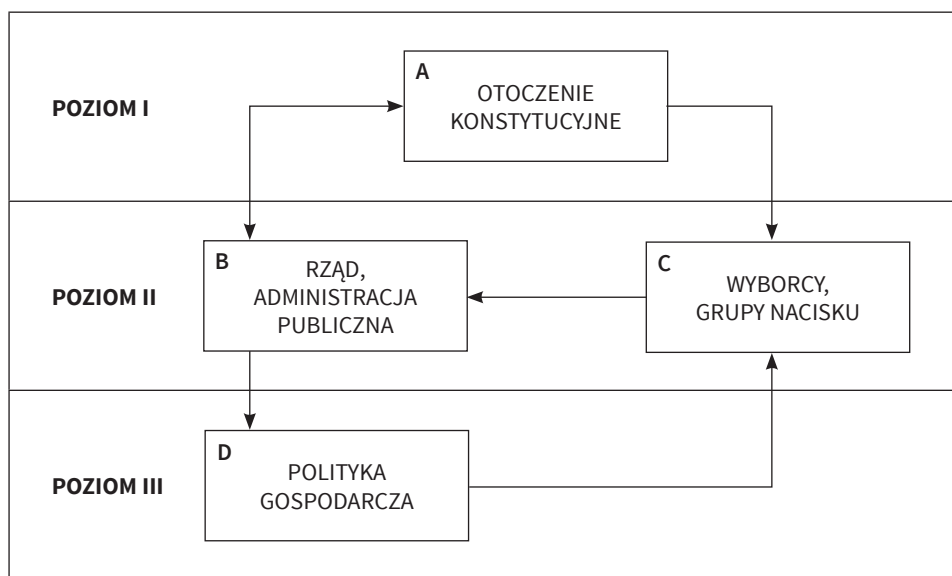 POZIOM I
A
OTOCZENIE
KONSTYTUCYJNE
POZIOM II
B
RZĄD,
ADMINISTRACJA
PUBLICZNA
C
WYBORCY,
GRUPY NACISKU
POZIOM III
D
POLITYKA
GOSPODARCZA